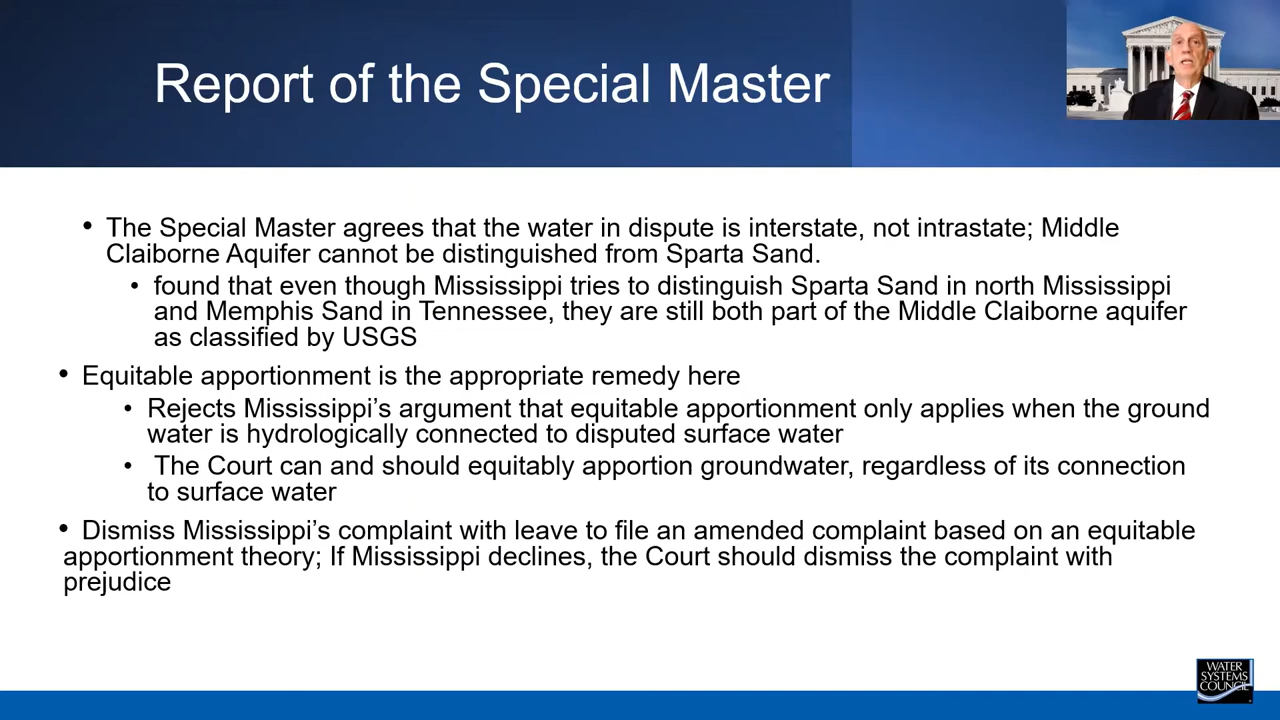 Report of the Special Master
• The Special Master agrees that the water in dispute is interstate, not intrastate; Middle
Claiborne Aquifer cannot be distinguished from Sparta Sand.
• found that even though Mississippi tries to distinguish Sparta Sand in north Mississippi
and Memphis Sand in Tennessee, they are still both part of the Middle Claiborne aquifer
as classified by USGS
• Equitable apportionment is the appropriate remedy here
• Rejects Mississippi’s argument that equitable apportionment only applies when the ground
water is hydrologically connected to disputed surface water
• The Court can and should equitably apportion groundwater, regardless of its connection
to surface water
• Dismiss Mississippi’s complaint with leave to file an amended complaint based on an equitable
apportionment theory; If Mississippi declines, the Court should dismiss the complaint with
prejudice
WATER
SYSTEMS
COUNCIL